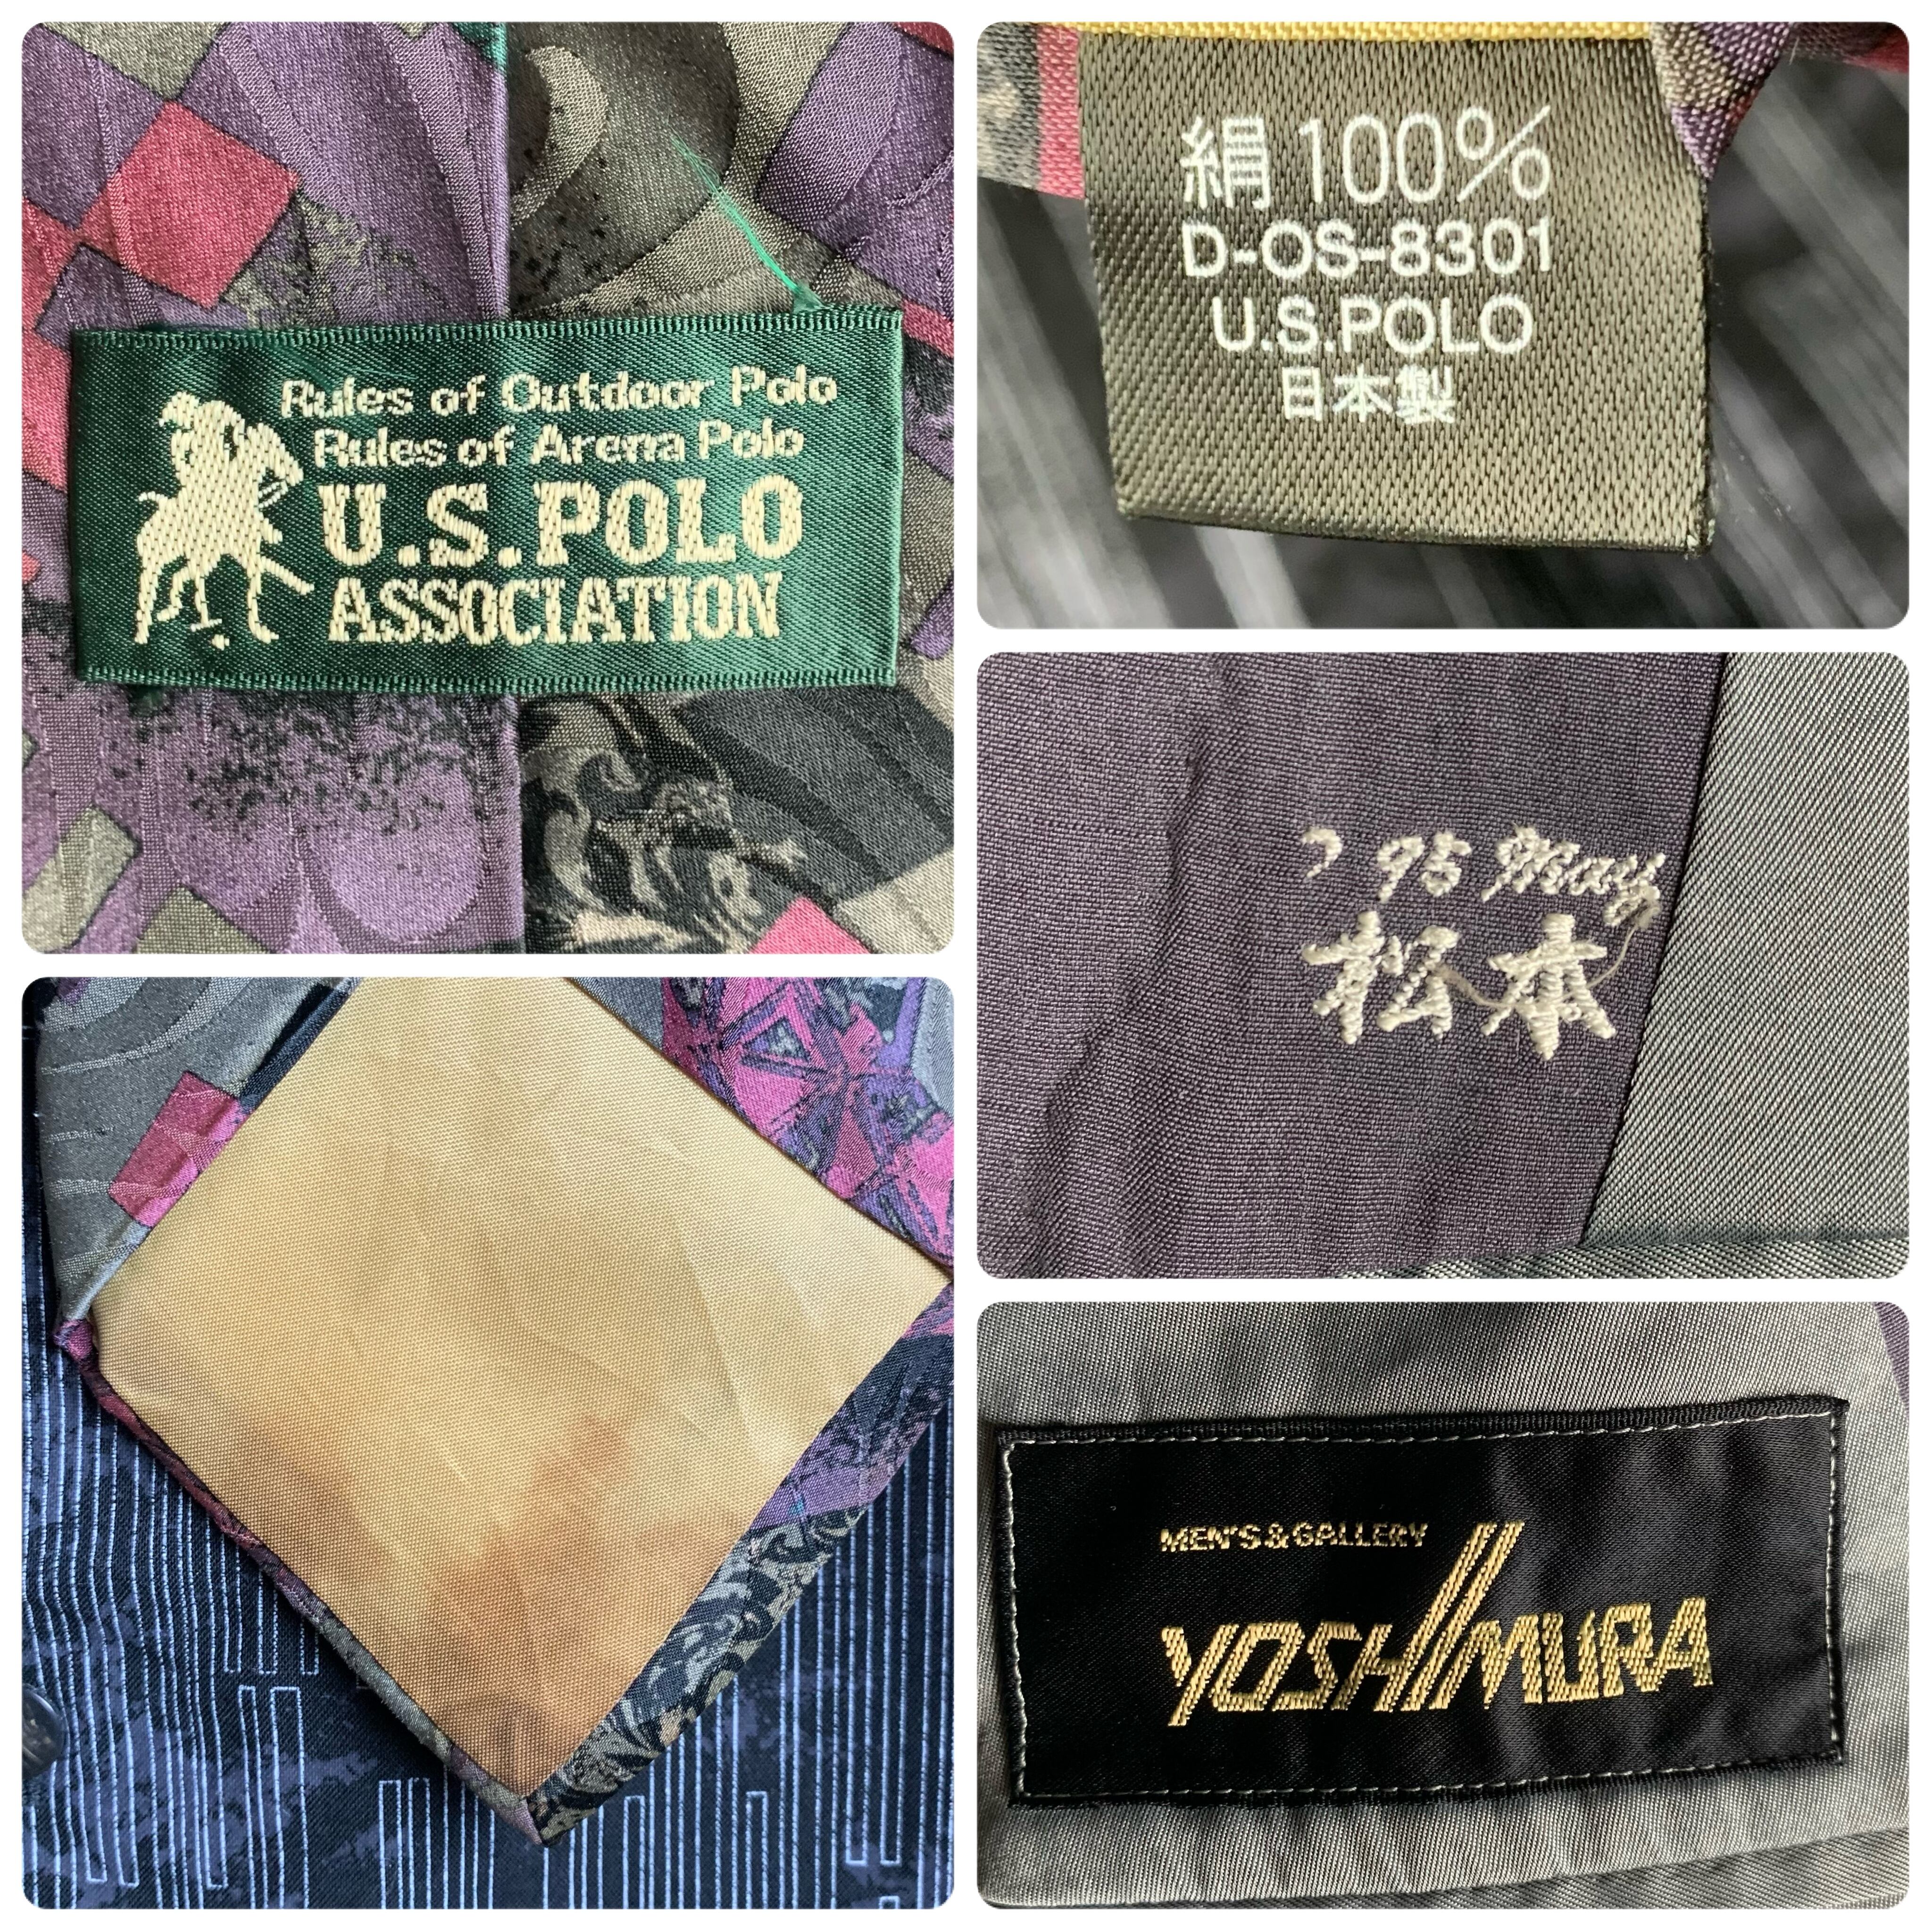 Rules of Outdoor Polo
Rules of Arena Polo
U.S.POLO
ASSOCIATION
絹100%
D-OS-8301
U.S.POLO
日本製
'95 May
松本
MEN'S&GALLERY
YOSHIMURA